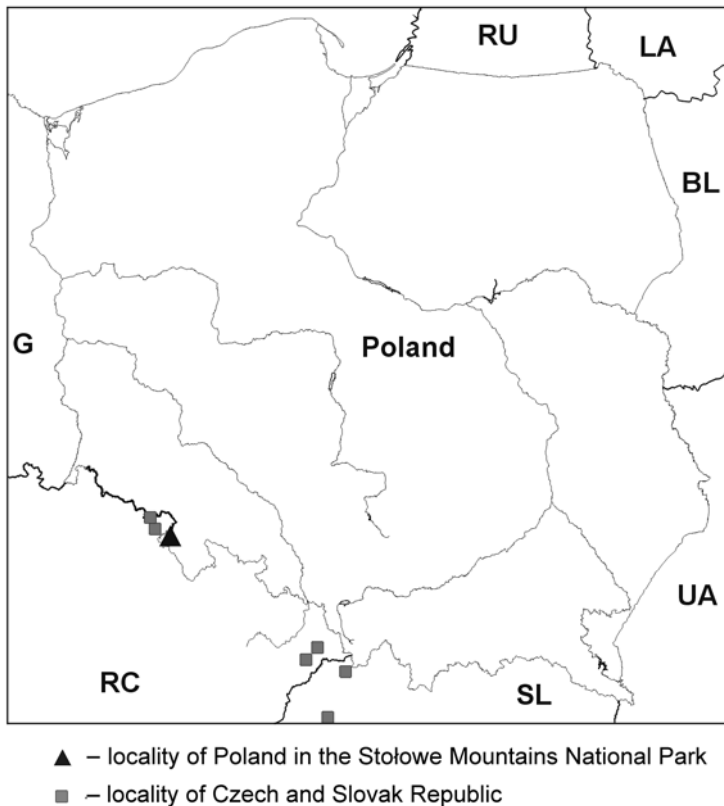 RU
LA
BL
G
Poland
UA
RC
SL
▲ – locality of Poland in the Stołowe Mountains National Park
■ – locality of Czech and Slovak Republic